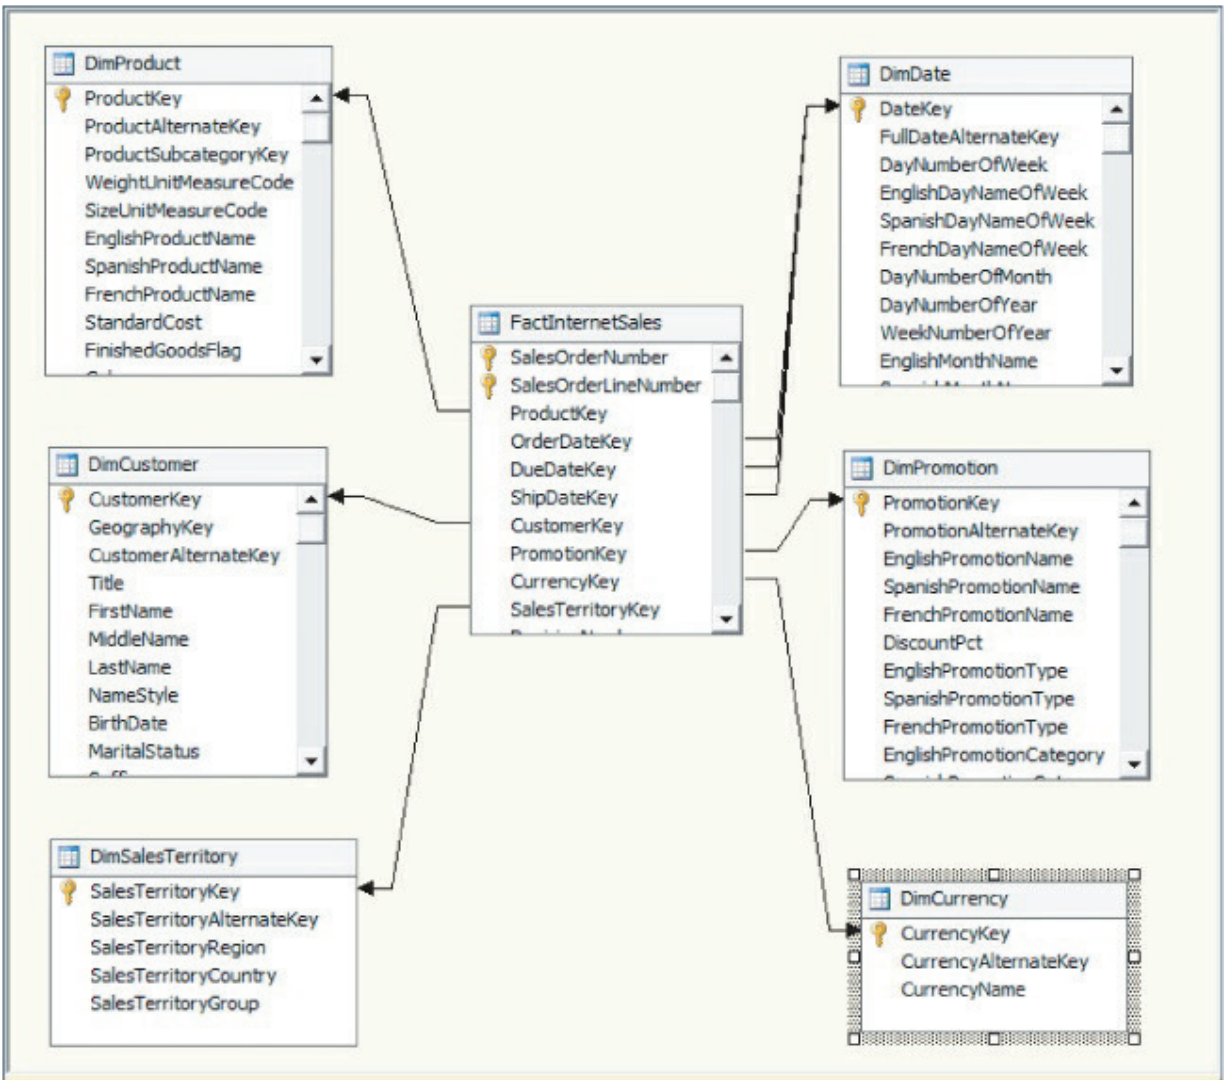 DimProduct
ProductKey
ProductAlternateKey
ProductSubcategoryKey
WeightUnitMeasureCode
SizeUnitMeasureCode
EnglishProductName
SpanishProductName
FrenchProductName
StandardCost
FinishedGoodsFlag
DimDate
DateKey
FullDateAlternateKey
DayNumberOfWeek
EnglishDayNameOfWeek
SpanishDayNameOfWeek
FrenchDayNameOfWeek
DayNumberOfMonth
DayNumberOfYear
WeekNumberOfYear
EnglishMonthName
FactInternetSales
SalesOrderNumber
SalesOrderLineNumber
ProductKey
OrderDateKey
DueDateKey
ShipDateKey
CustomerKey
PromotionKey
CurrencyKey
SalesTerritoryKey
DimCustomer
CustomerKey
GeographyKey
CustomerAlternateKey
Title
FirstName
MiddleName
LastName
NameStyle
BirthDate
MaritalStatus
DimPromotion
PromotionKey
PromotionAlternateKey
EnglishPromotionName
SpanishPromotionName
FrenchPromotionName
DiscountPct
EnglishPromotionType
SpanishPromotionType
FrenchPromotionType
EnglishPromotionCategory
DimSalesTerritory
SalesTerritoryKey
SalesTerritoryAlternateKey
SalesTerritoryRegion
SalesTerritoryCountry
SalesTerritoryGroup
DimCurrency
CurrencyKey
CurrencyAlternateKey
CurrencyName